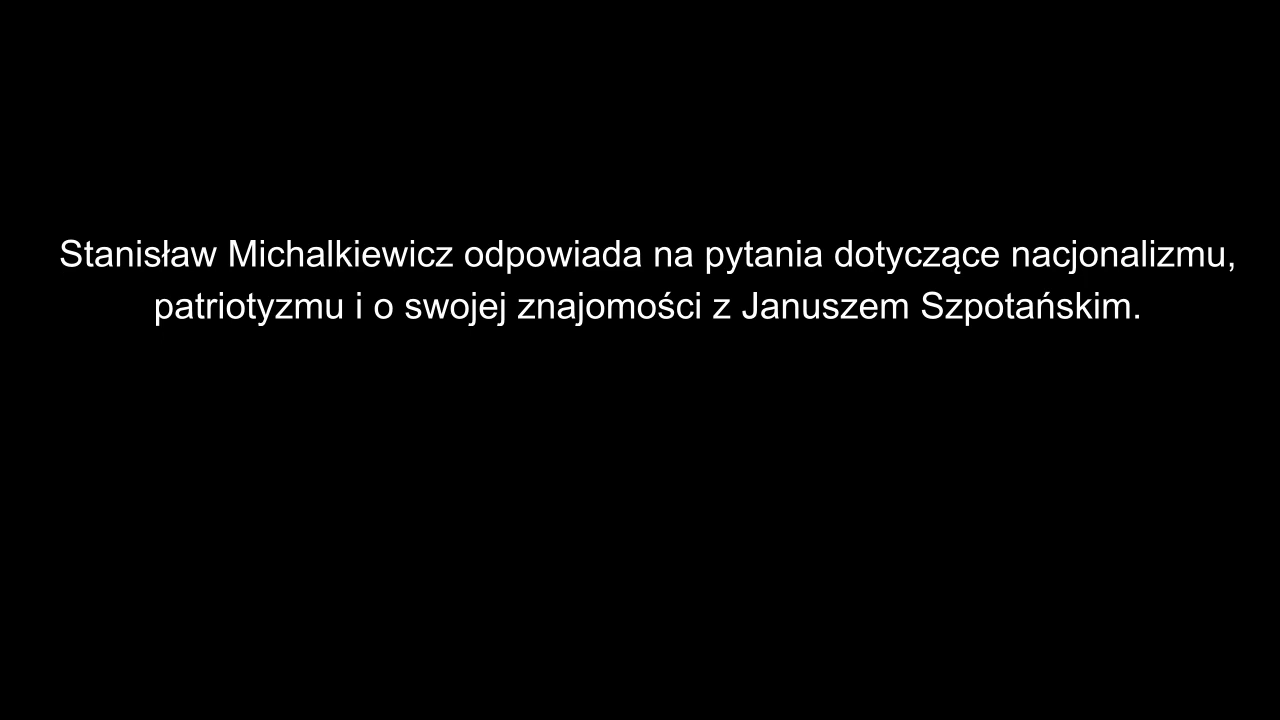 Stanisław Michalkiewicz odpowiada na pytania dotyczące nacjonalizmu,
patriotyzmu i o swojej znajomości z Januszem Szpotańskim.